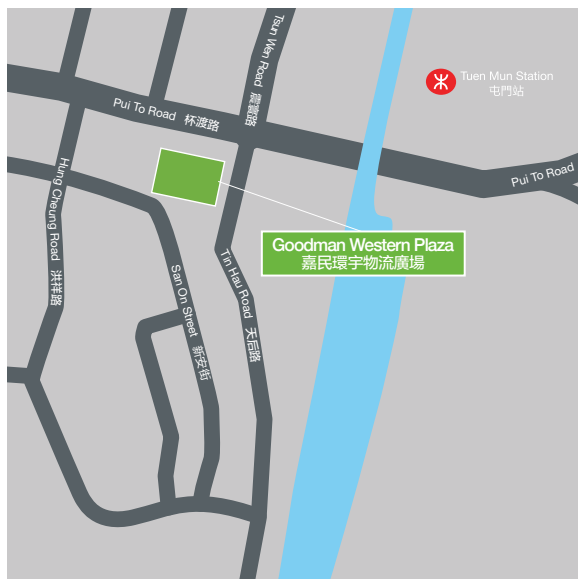 Tsun Wen Road 震寰路
Tuen Mun Station
屯門站
Pui To Road 杯渡路
Pui To Road
Hung Cheung Road 洪祥路
Goodman Western Plaza
嘉民環宇物流廣場
San On Street 新安街
Tin Hau Road 天后路